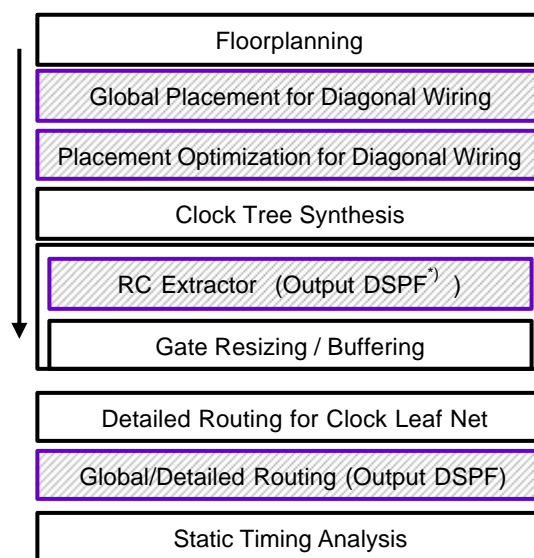 Floorplanning
Global Placement for Diagonal Wiring
Placement Optimization for Diagonal Wiring
Clock Tree Synthesis
RC Extractor (Output DSPF*) )
Gate Resizing / Buffering
Detailed Routing for Clock Leaf Net
Global/Detailed Routing (Output DSPF)
Static Timing Analysis